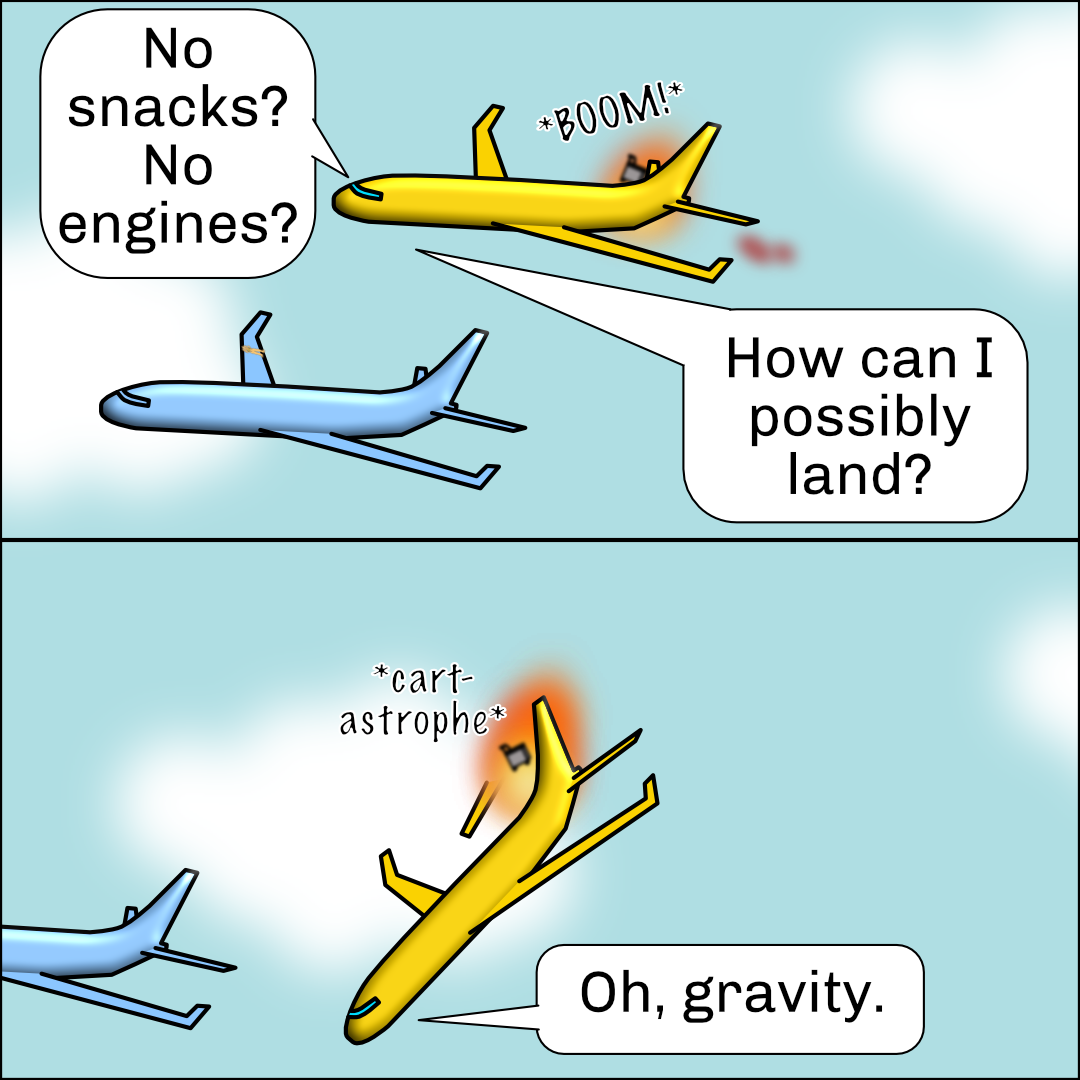 No
snacks?
No
engines?
*BOOM!*
How can I
possibly
land?
*cart-
astrophe*
Oh, gravity.